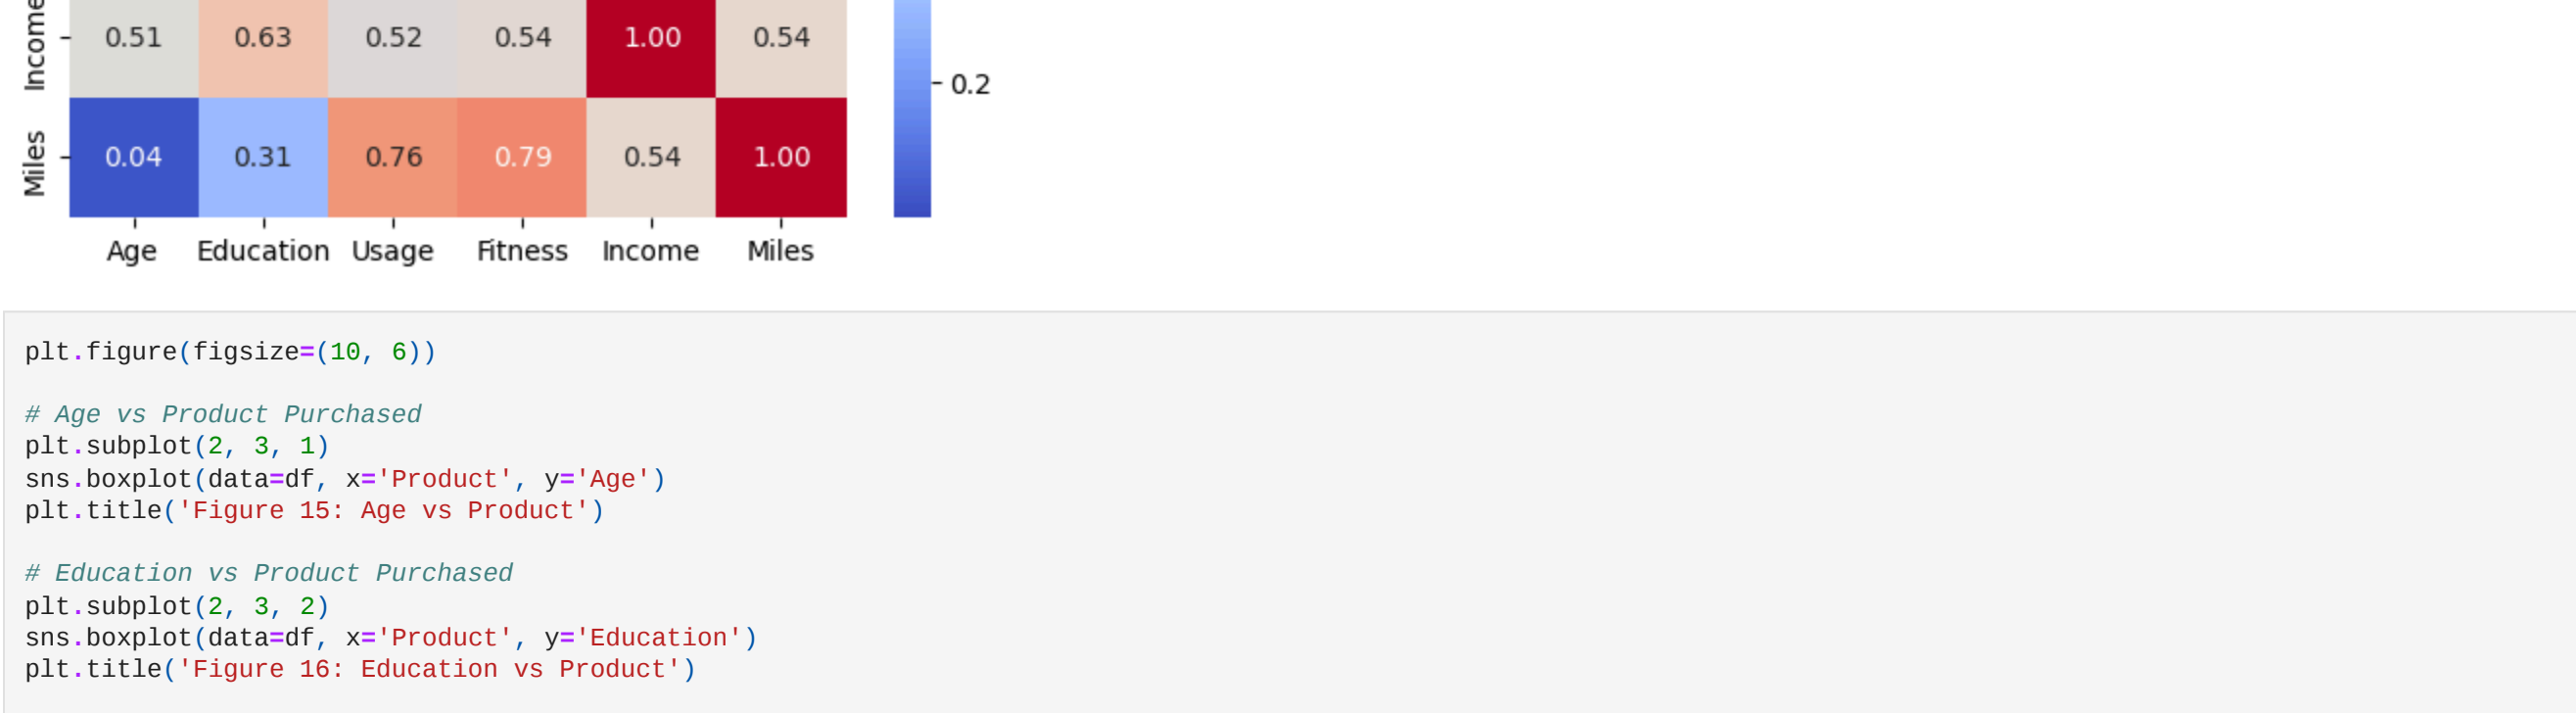 Income
0.51 0.63 0.52 0.54 1.00 0.54
0.2
Miles
0.04 0.31 0.76 0.79 0.54 1.00
Age Education Usage Fitness Income Miles
plt.figure(figsize=(10, 6))
# Age vs Product Purchased
plt.subplot(2, 3, 1)
sns.boxplot(data=df, x='Product', y='Age')
plt.title('Figure 15: Age vs Product')
# Education vs Product Purchased
plt.subplot(2, 3, 2)
sns.boxplot(data=df, x='Product', y='Education')
plt.title('Figure 16: Education vs Product')